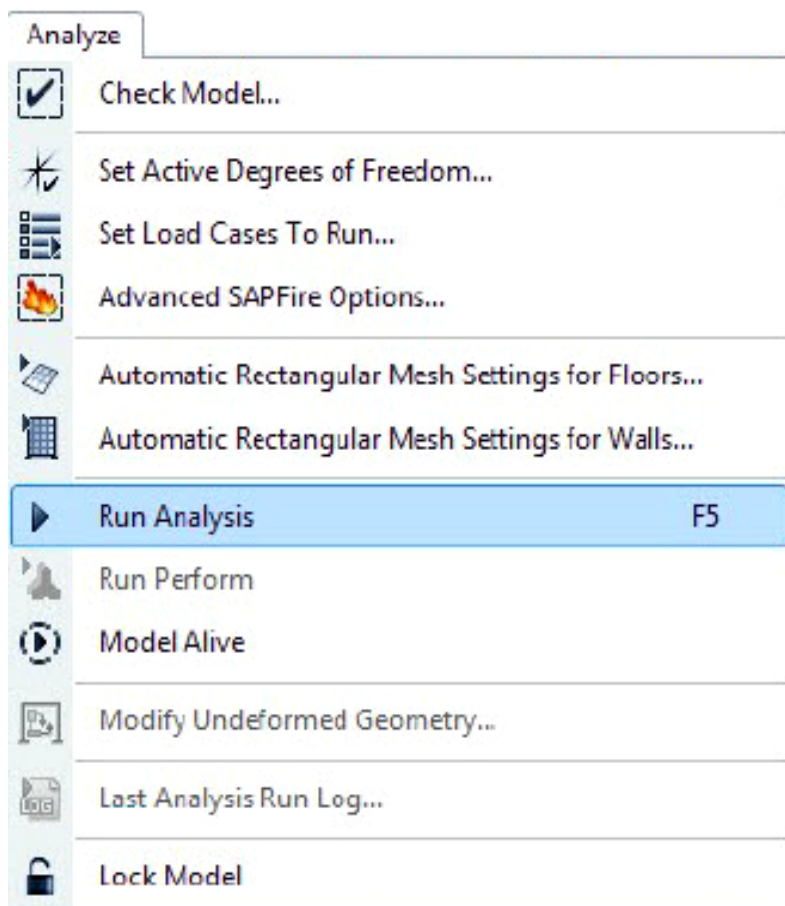 Analyze
Check Model...
Set Active Degrees of Freedom...
Set Load Cases To Run...
Advanced SAPFire Options...
Automatic Rectangular Mesh Settings for Floors...
Automatic Rectangular Mesh Settings for Walls...
Run Analysis F5
Run Perform
Model Alive
Modify Undeformed Geometry...
LOG Last Analysis Run Log...
Lock Model